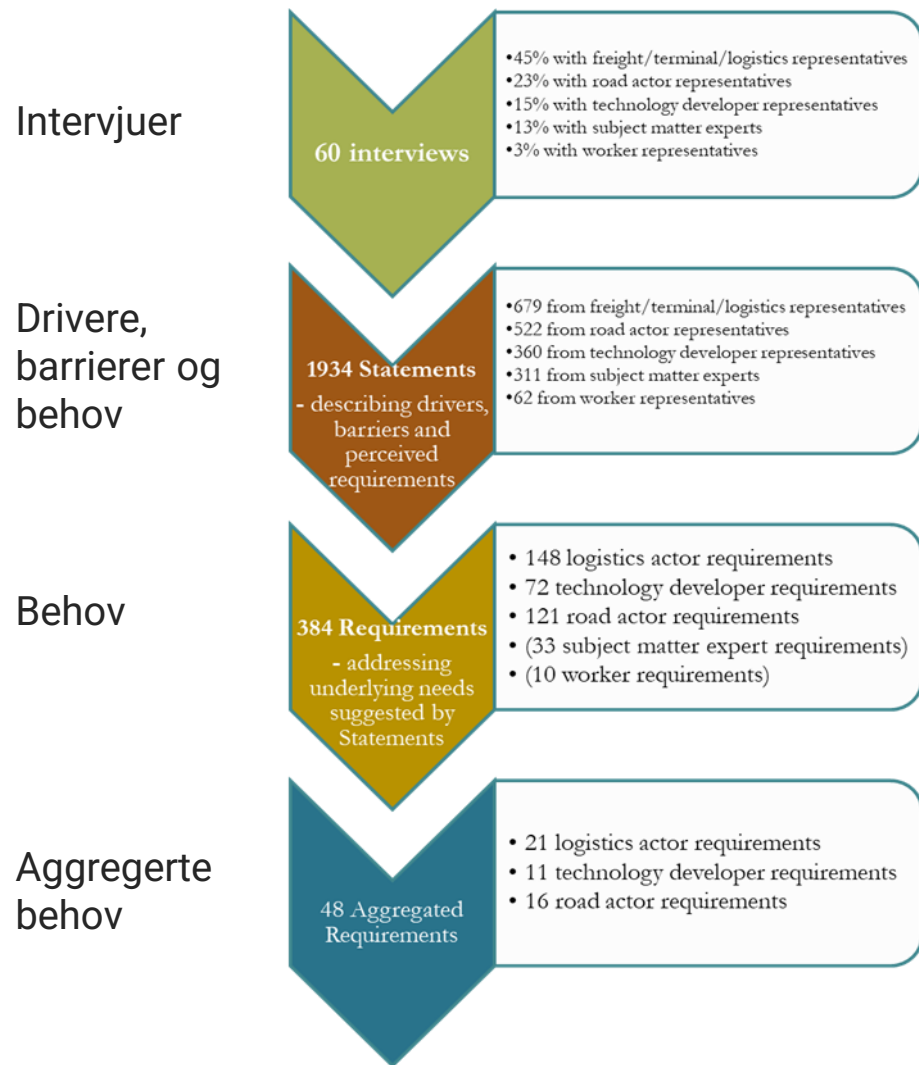 Intervjuer
60 interviews
•45% with freight/terminal/logistics representatives
•23% with road actor representatives
•15% with technology developer representatives
•13% with subject matter experts
•3% with worker representatives
Drivere,
barrierer og
behov
1934 Statements
- describing drivers,
barriers and
perceived
requirements
•679 from freight/terminal/logistics representatives
•522 from road actor representatives
•360 from technology developer representatives
•311 from subject matter experts
•62 from worker representatives
Behov
384 Requirements
- addressing
underlying needs
suggested by
Statements
• 148 logistics actor requirements
• 72 technology developer requirements
• 121 road actor requirements
• (33 subject matter expert requirements)
• (10 worker requirements)
Aggregerte
behov
48 Aggregated
Requirements
• 21 logistics actor requirements
• 11 technology developer requirements
• 16 road actor requirements